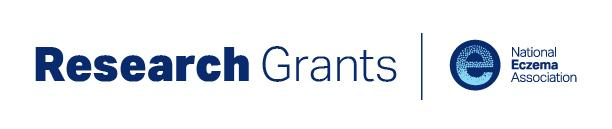 Research Grants
e
National
Eczema
Association